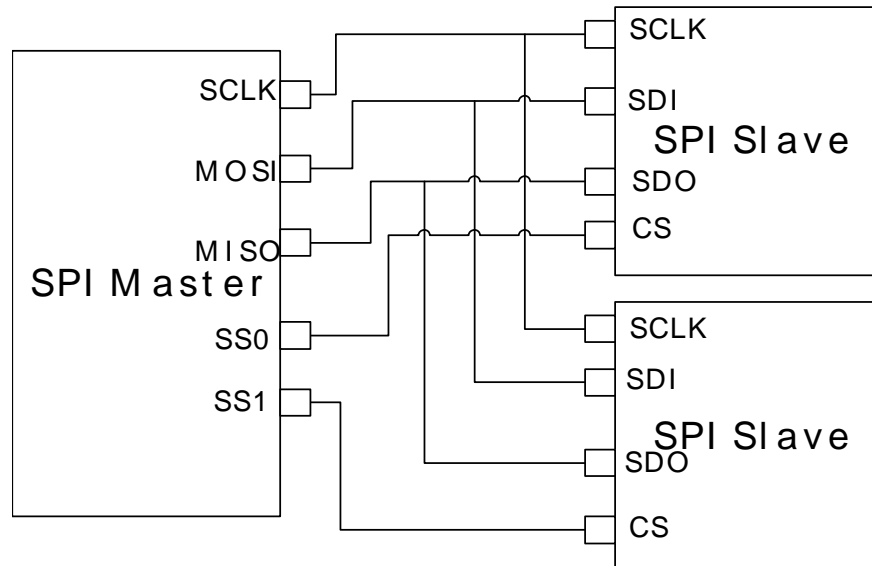 SCLK
MOSI
MISO
SPI Master
SS0
SS1
SCLK
SDI
SPI Slave
SDO
CS
SCLK
SDI
SPI Slave
SDO
CS